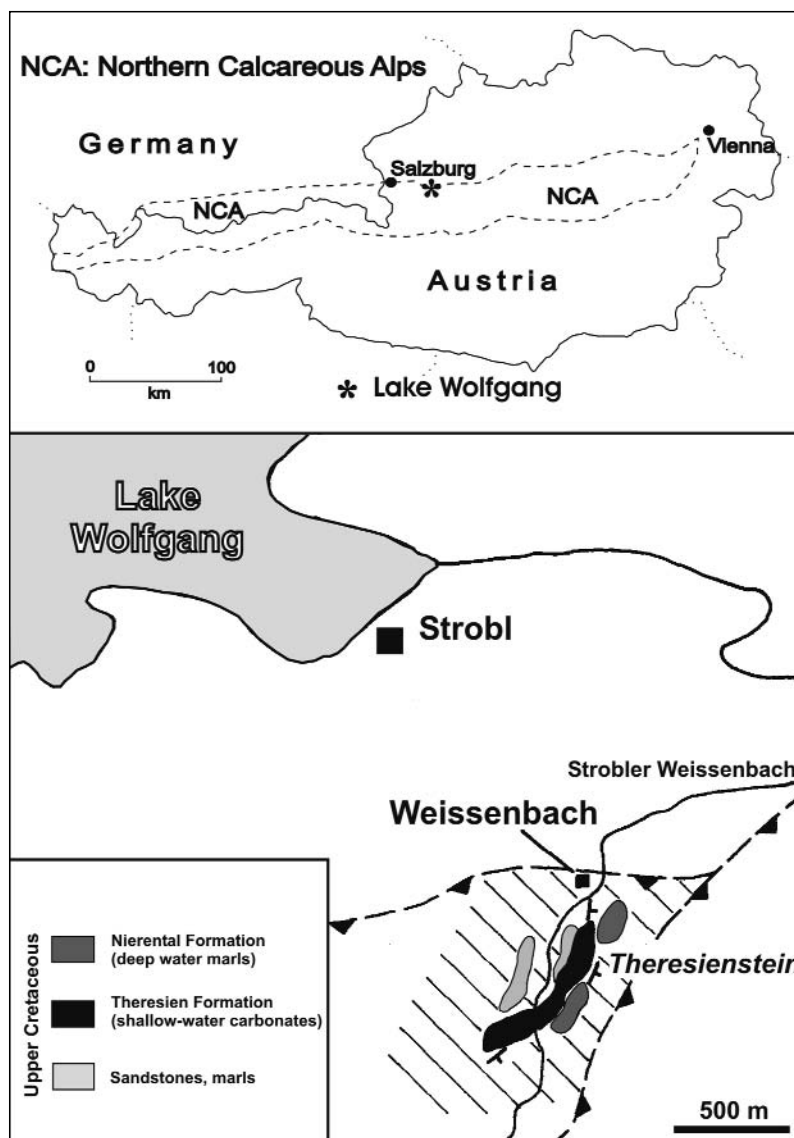 NCA: Northern Calcareous Alps
Germany
Vienna
Salzburg
NCA
NCA
Austria
0 100
km
* Lake Wolfgang
Lake
Wolfgang
Strobl
Strobler Weissenbach
Weissenbach
Theresienstein
Upper Cretaceous
Nierental Formation
(deep water marls)
Theresien Formation
(shallow-water carbonates)
Sandstones, marls
500 m